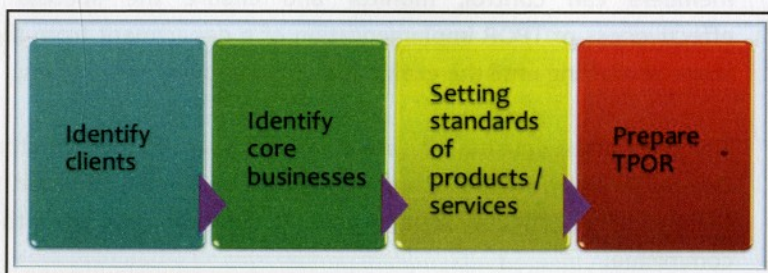 Identify
clients
Identify
core
businesses
Setting
standards
of
products /
services
Prepare
TPOR